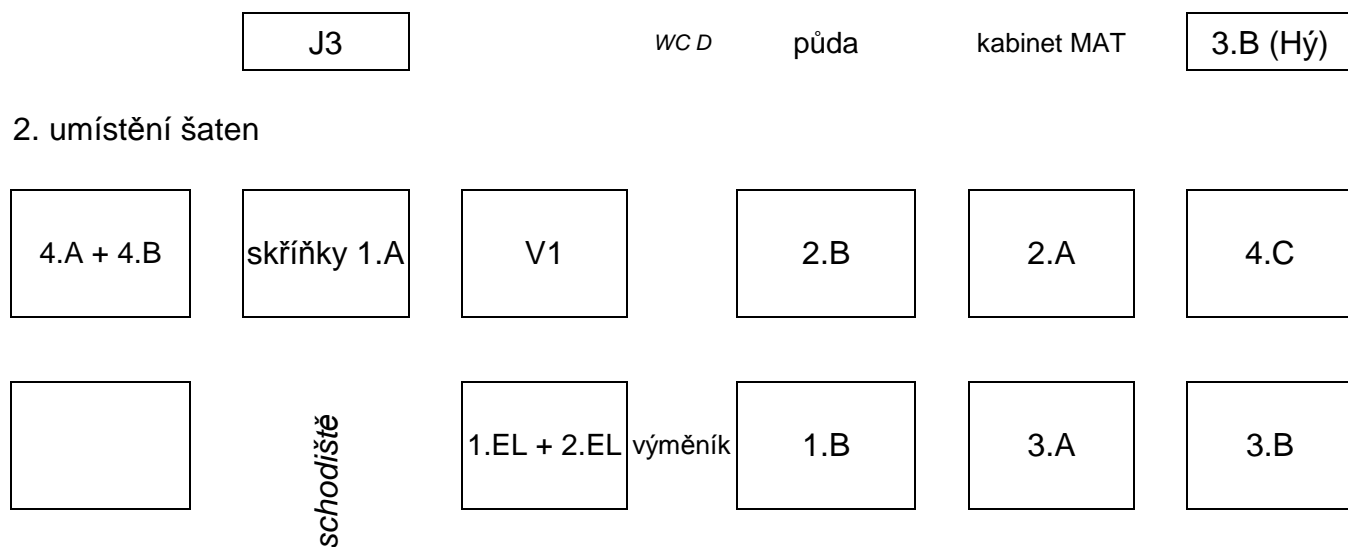 J3 WC D půda kabinet MAT 3.B (Hý)
2. umístění šaten
4.A + 4.B skříňky 1.A V1 2.B 2.A 4.C
schodiště 1.EL + 2.EL výměník 1.B 3.A 3.B